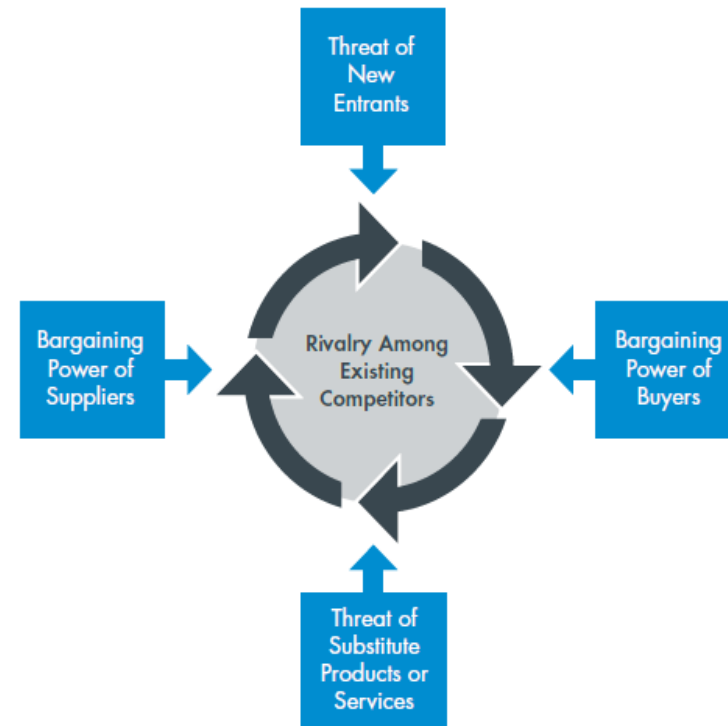 Threat of
New
Entrants
Bargaining
Power of
Suppliers
Rivalry Among
Existing
Competitors
Bargaining
Power of
Buyers
Threat of
Substitute
Products or
Services